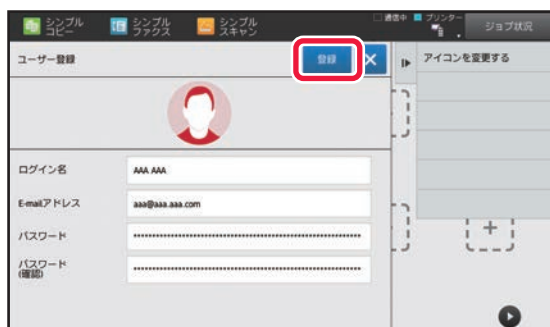 シンプル
コピー
シンプル
ファクス
シンプル
スキャン
通信中
プリンター
ジョブ状況
ユーザー登録
登録
アイコンを変更する
ログイン名
AAA AAA
E-mailアドレス
aaa@aaa.aaa.com
パスワード
••••••••••••••••••••••••••••••••••••••••••••••••••••••••
パスワード
(確認)
••••••••••••••••••••••••••••••••••••••••••••••••••••••••